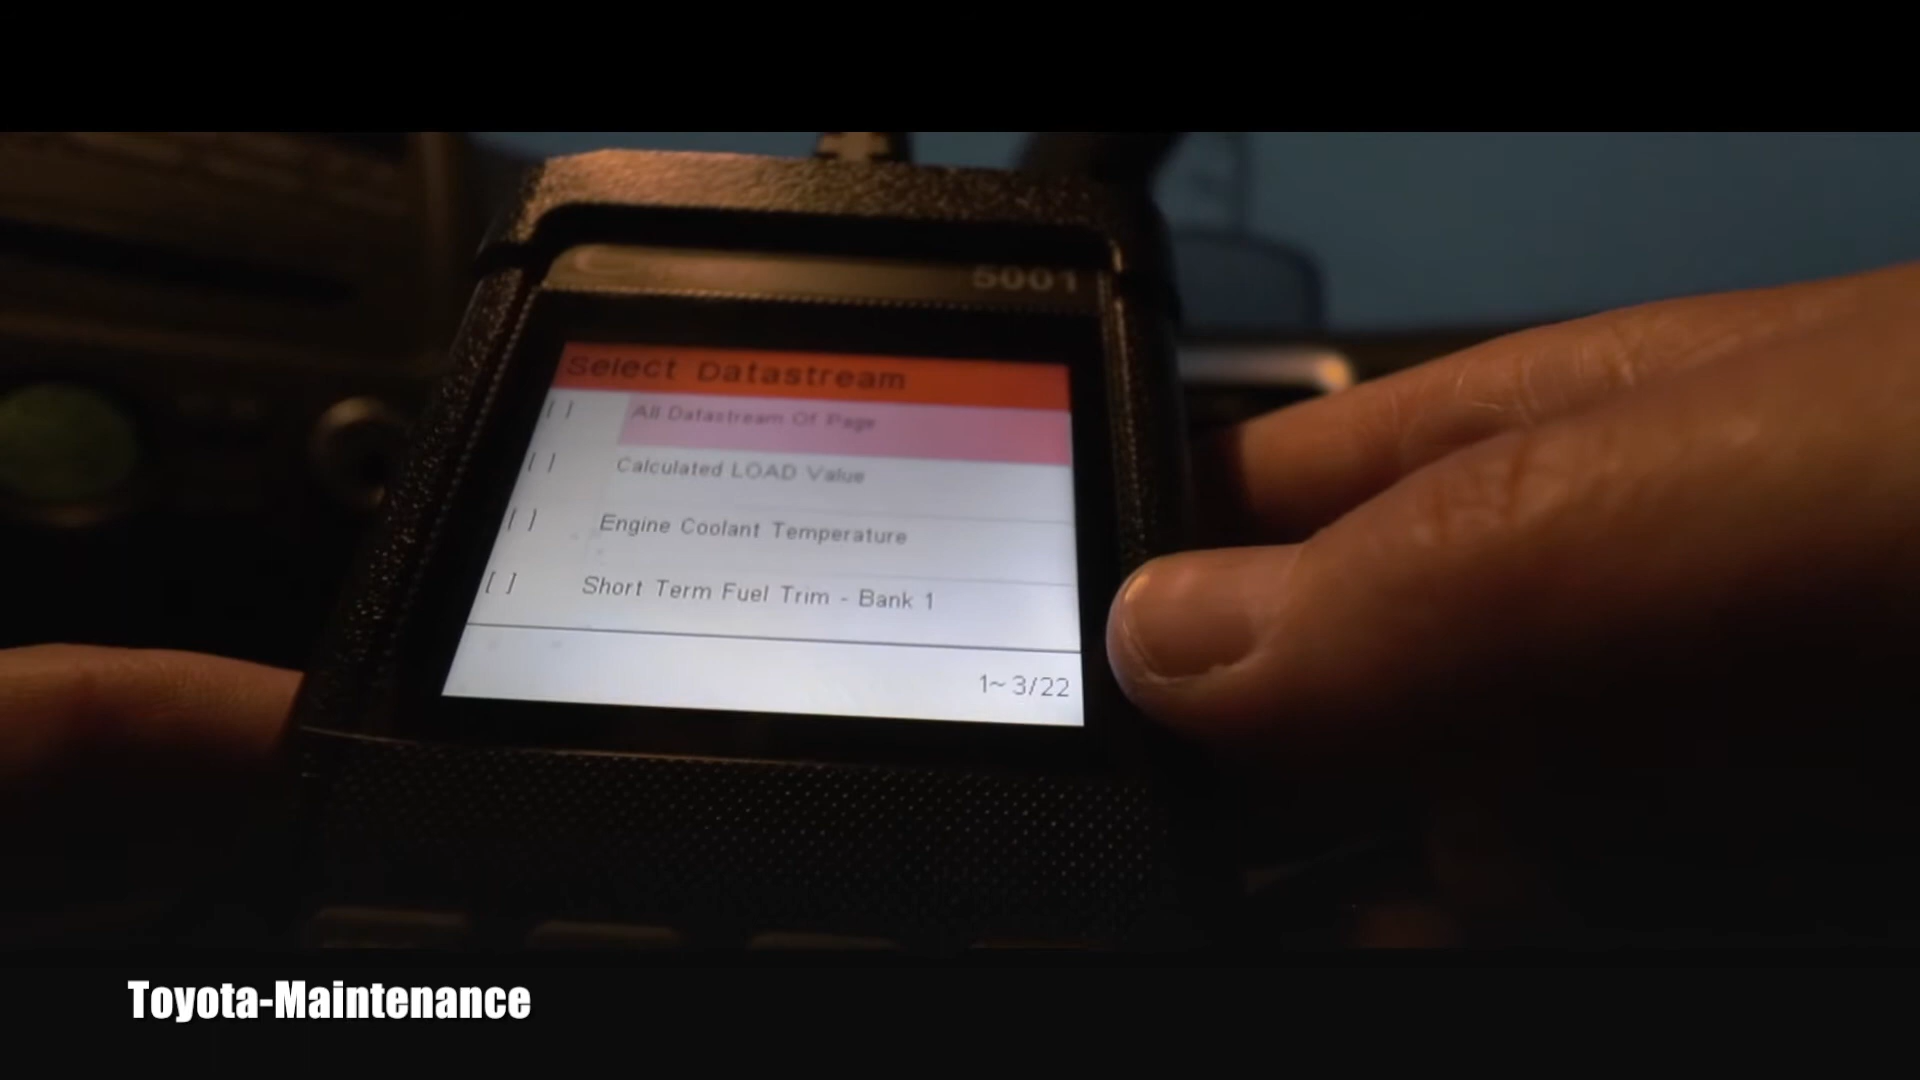 5001
Select Datastream
[ ] All Datastream Of Page
[ ] Calculated LOAD Value
[ ] Engine Coolant Temperature
[ ] Short Term Fuel Trim - Bank 1
1~3/22
Toyota-Maintenance